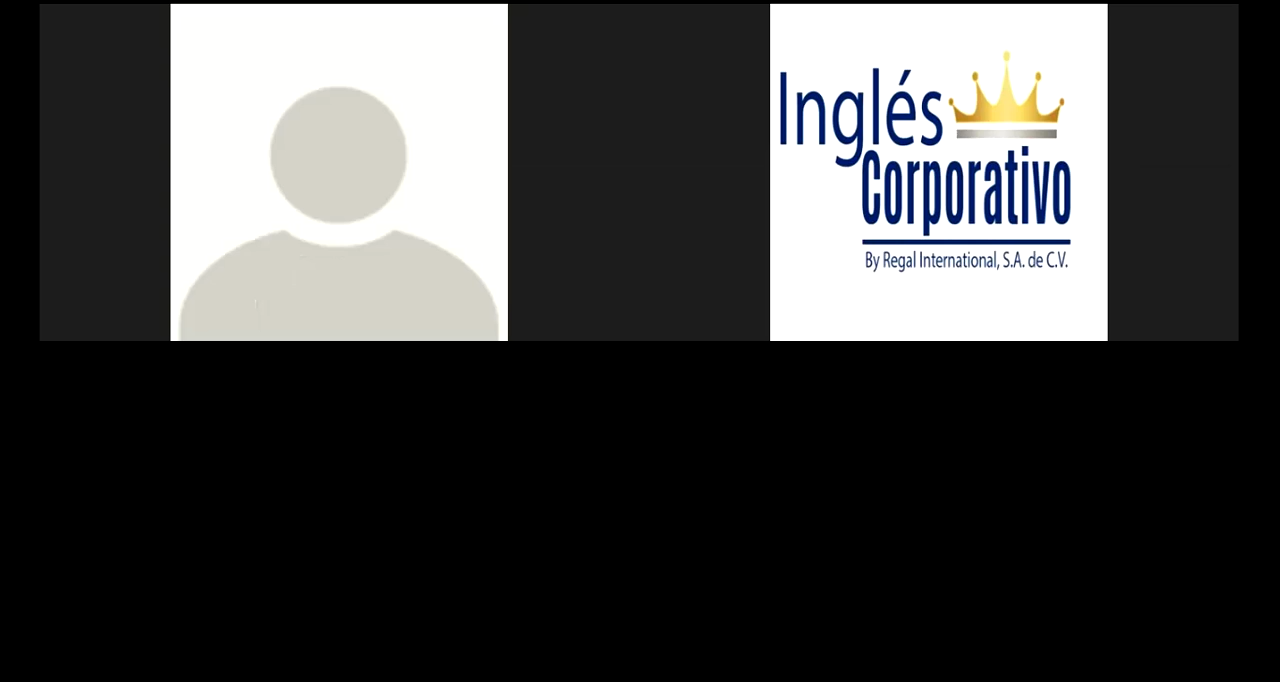 Inglés
Corporativo
By Regal International, S.A. de C.V.